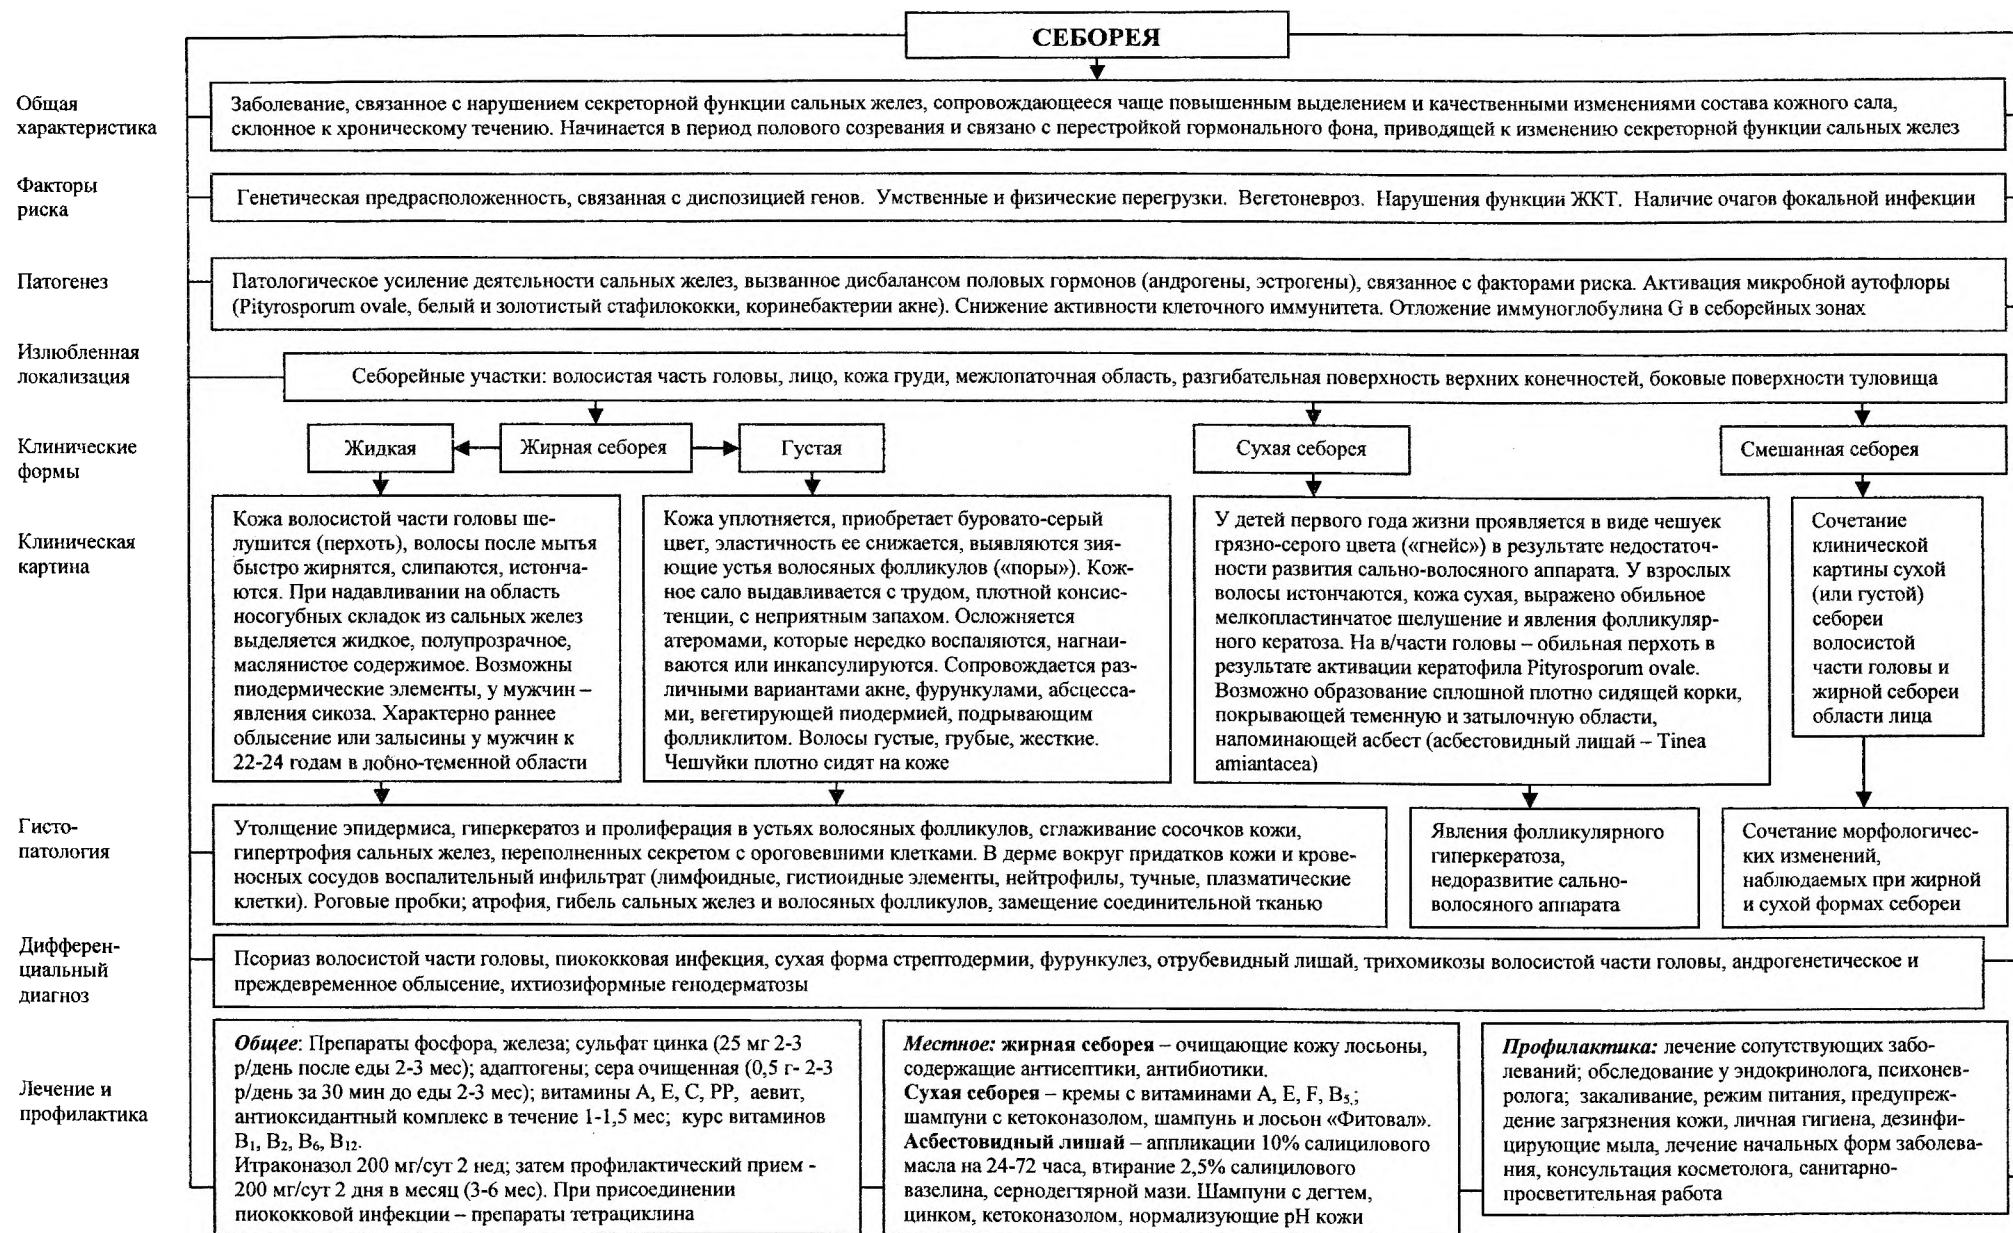 СЕБОРЕЯ
Общая
характеристика
Заболевание, связанное с нарушением секреторной функции сальных желез, сопровождающееся чаще повышенным выделением и качественными изменениями состава кожного сала,
склонное к хроническому течению. Начинается в период полового созревания и связано с перестройкой гормонального фона, приводящей к изменению секреторной функции сальных желез
Факторы
риска
Генетическая предрасположенность, связанная с диспозицией генов. Умственные и физические перегрузки. Вегетоневроз. Нарушения функции ЖКТ. Наличие очагов фокальной инфекции
Патогенез
Патологическое усиление деятельности сальных желез, вызванное дисбалансом половых гормонов (андрогены, эстрогены), связанное с факторами риска. Активация микробной аутофлоры
(Pityrosporum ovale, белый и золотистый стафилококки, коринебактерии акне). Снижение активности клеточного иммунитета. Отложение иммуноглобулина G в себорейных зонах
Излюбленная
локализация
Себорейные участки: волосистая часть головы, лицо, кожа груди, межлопаточная область, разгибательная поверхность верхних конечностей, боковые поверхности туловища
Клинические
формы
Жидкая
Жирная себорея
Густая
Сухая себорея
Смешанная себорея
Клиническая
картина
Кожа волосистой части головы ше-
лушится (перхоть), волосы после мытья
быстро жирнятся, слипаются, истонча-
ются. При надавливании на область
носогубных складок из сальных желез
выделяется жидкое, полупрозрачное,
маслянистое содержимое. Возможны
пиодермические элементы, у мужчин –
явления сикоза. Характерно раннее
облысение или залысины у мужчин к
22-24 годам в лобно-теменной области
Кожа уплотняется, приобретает буровато-серый
цвет, эластичность ее снижается, выявляются зия-
ющие устья волосяных фолликулов («поры»). Кож-
ное сало выдавливается с трудом, плотной консис-
тенции, с неприятным запахом. Осложняется
атеромами, которые нередко воспаляются, нагнаи-
ваются или инкапсулируются. Сопровождается раз-
личными вариантами акне, фурункулами, абсцесса-
ми, вегетирующей пиодермией, подрывающим
фолликлитом. Волосы густые, грубые, жесткие.
Чешуйки плотно сидят на коже
У детей первого года жизни проявляется в виде чешуек
грязно-серого цвета («гнейс») в результате недостаточ-
ности развития сально-волосяного аппарата. У взрослых
волосы истончаются, кожа сухая, выражено обильное
мелкопластинчатое шелушение и явления фолликуляр-
ного кератоза. На в/части головы – обильная перхоть в
результате активации кератофила Pityrosporum ovale.
Возможно образование сплошной плотно сидящей корки,
покрывающей теменную и затылочную области,
напоминающей асбест (асбестовидный лишай – Tinea
amiantacea)
Сочетание
клинической
картины сухой
(или густой)
себореи
волосистой
части головы и
жирной себореи
области лица
Гисто-
патология
Утолщение эпидермиса, гиперкератоз и пролиферация в устьях волосяных фолликулов, сглаживание сосочков кожи,
гипертрофия сальных желез, переполненных секретом с ороговевшими клетками. В дерме вокруг придатков кожи и крове-
носных сосудов воспалительный инфильтрат (лимфоидные, гистиоидные элементы, нейтрофилы, тучные, плазматические
клетки). Роговые пробки; атрофия, гибель сальных желез и волосяных фолликулов, замещение соединительной тканью
Явления фолликулярного
гиперкератоза,
недоразвитие сально-
волосяного аппарата
Сочетание морфологичес-
ких изменений,
наблюдаемых при жирной
и сухой формах себореи
Дифферен-
циальный
диагноз
Псориаз волосистой части головы, пиококковая инфекция, сухая форма стрептодермии, фурункулез, отрубевидный лишай, трихомикозы волосистой части головы, андрогенетическое и
преждевременное облысение, ихтиозиформные генодерматозы
Лечение и
профилактика
Общее: Препараты фосфора, железа; сульфат цинка (25 мг 2-3
р/день после еды 2-3 мес); адаптогены; сера очищенная (0,5 г- 2-3
р/день за 30 мин до еды 2-3 мес); витамины А, Е, С, РР, аевит,
антиоксидантный комплекс в течение 1-1,5 мес; курс витаминов
B₁, B₂, B₆, B₁₂.
Итраконазол 200 мг/сут 2 нед; затем профилактический прием -
200 мг/сут 2 дня в месяц (3-6 мес). При присоединении
пиококковой инфекции – препараты тетрациклина
Местное: жирная себорея – очищающие кожу лосьоны,
содержащие антисептики, антибиотики.
Сухая себорея – кремы с витаминами А, Е, F, B₅.;
шампуни с кетоконазолом, шампунь и лосьон «Фитовал».
Асбестовидный лишай – аппликации 10% салицилового
масла на 24-72 часа, втирание 2,5% салицилового
вазелина, сернодегтярной мази. Шампуни с дегтем,
цинком, кетоконазолом, нормализующие рН кожи
Профилактика: лечение сопутствующих забо-
леваний; обследование у эндокринолога, психонев-
ролога; закаливание, режим питания, предупреж-
дение загрязнения кожи, личная гигиена, дезинфи-
цирующие мыла, лечение начальных форм заболева-
ния, консультация косметолога, санитарно-
просветительная работа